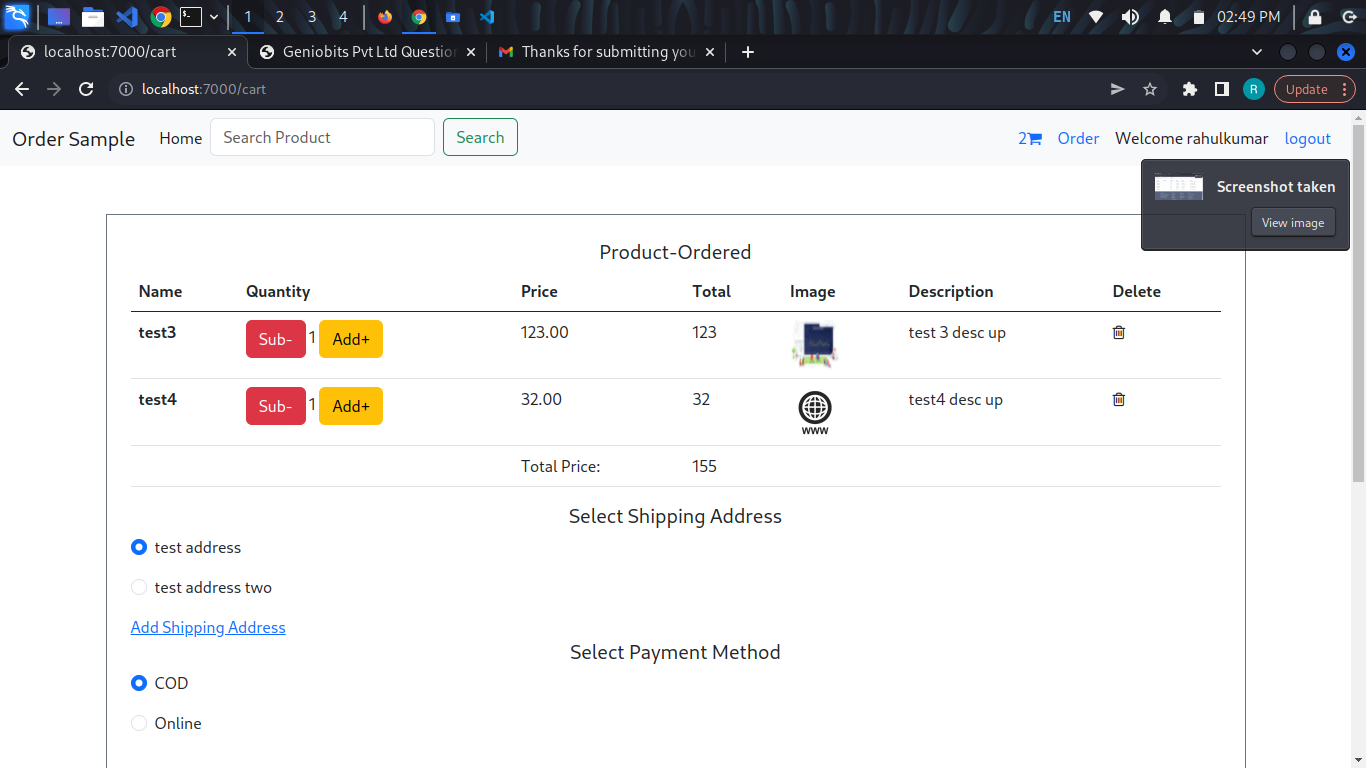 1 2 3 4 EN 02:49 PM
localhost:7000/cart Geniobits Pvt Ltd Question Thanks for submitting you
localhost:7000/cart R Update
Order Sample Home Search Product Search 2 Order Welcome rahulkumar logout
Screenshot taken
View image
Product-Ordered
Name Quantity Price Total Image Description Delete
test3 Sub- 1 Add+ 123.00 123 test 3 desc up
test4 Sub- 1 Add+ 32.00 32 test4 desc up
www
Total Price: 155
Select Shipping Address
test address
test address two
Add Shipping Address
Select Payment Method
COD
Online